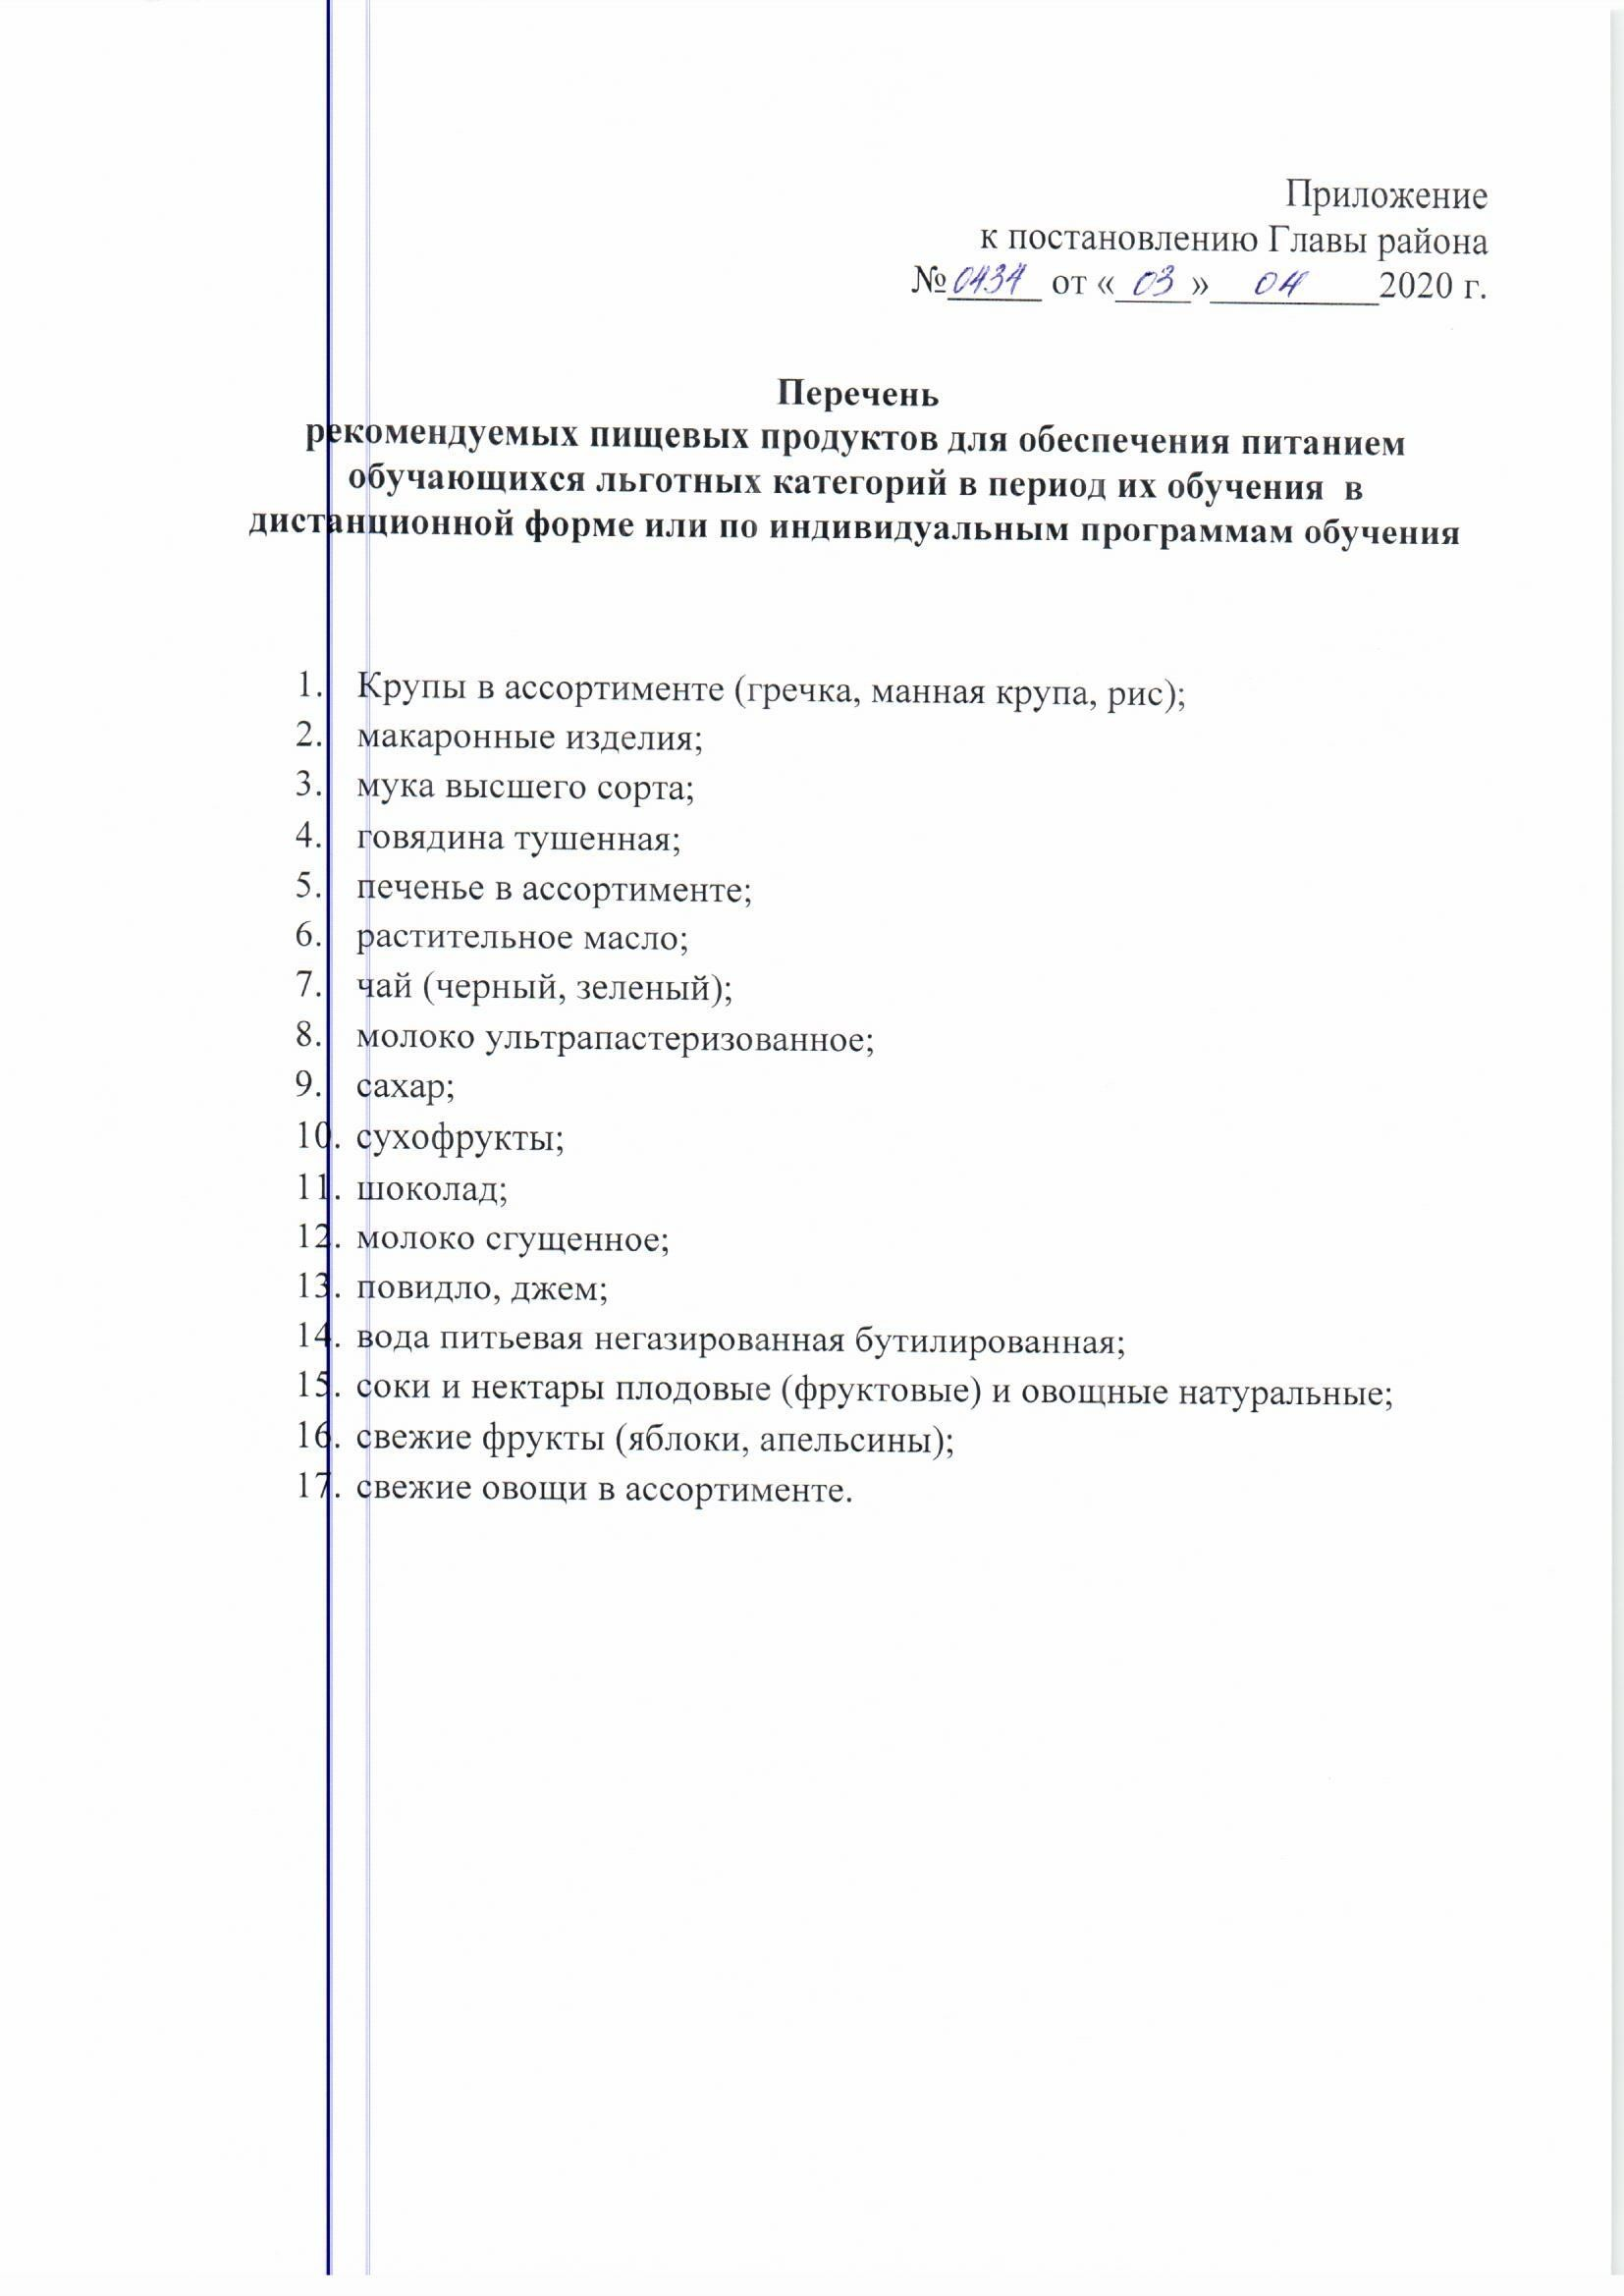 Приложение
к постановлению Главы района
№ от «03» 04 2020 г.
Перечень
рекомендуемых пищевых продуктов для обеспечения питанием
обучающихся льготных категорий в период их обучения в
дистанционной форме или по индивидуальным программам обучения
1. Крупы в ассортименте (гречка, манная крупа, рис);
2. макаронные изделия;
3. мука высшего сорта;
4. говядина тушенная;
5. печенье в ассортименте;
6. растительное масло;
7. чай (черный, зеленый);
8. молоко ультрапастеризованное;
9. сахар;
10. сухофрукты;
11. шоколад;
12. молоко сгущенное;
13. повидло, джем;
14. вода питьевая негазированная бутилированная;
15. соки и нектары плодовые (фруктовые) и овощные натуральные;
16. свежие фрукты (яблоки, апельсины);
17. свежие овощи в ассортименте.